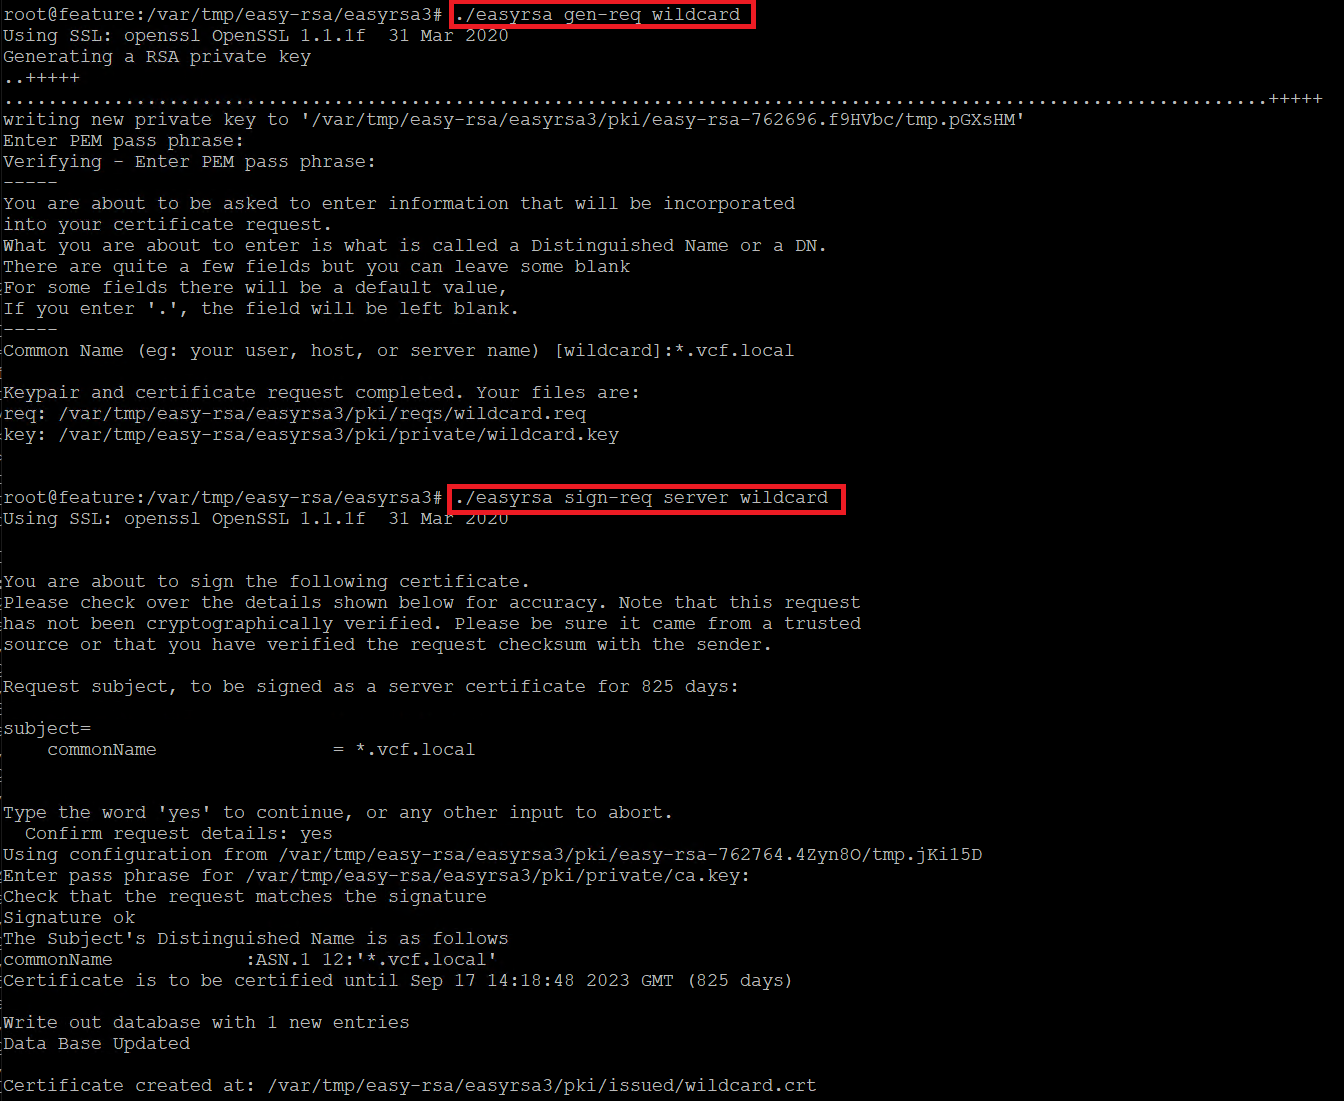 root@feature:/var/tmp/easy-rsa/easyrsa3# ./easyrsa gen-req wildcard
Using SSL: openssl OpenSSL 1.1.1f  31 Mar 2020
Generating a RSA private key
..+++++
...................................................................................................................+++++
writing new private key to '/var/tmp/easy-rsa/easyrsa3/pki/easy-rsa-762696.f9HVbc/tmp.pGXsHM'
Enter PEM pass phrase:
Verifying - Enter PEM pass phrase:
-----
You are about to be asked to enter information that will be incorporated
into your certificate request.
What you are about to enter is what is called a Distinguished Name or a DN.
There are quite a few fields but you can leave some blank
For some fields there will be a default value,
If you enter '.', the field will be left blank.
-----
Common Name (eg: your user, host, or server name) [wildcard]:*.vcf.local
Keypair and certificate request completed. Your files are:
req: /var/tmp/easy-rsa/easyrsa3/pki/reqs/wildcard.req
key: /var/tmp/easy-rsa/easyrsa3/pki/private/wildcard.key
root@feature:/var/tmp/easy-rsa/easyrsa3# ./easyrsa sign-req server wildcard
Using SSL: openssl OpenSSL 1.1.1f  31 Mar 2020
You are about to sign the following certificate.
Please check over the details shown below for accuracy. Note that this request
has not been cryptographically verified. Please be sure it came from a trusted
source or that you have verified the request checksum with the sender.
Request subject, to be signed as a server certificate for 825 days:
subject=
    commonName                = *.vcf.local
Type the word 'yes' to continue, or any other input to abort.
  Confirm request details: yes
Using configuration from /var/tmp/easy-rsa/easyrsa3/pki/easy-rsa-762764.4Zyn8O/tmp.jKi15D
Enter pass phrase for /var/tmp/easy-rsa/easyrsa3/pki/private/ca.key:
Check that the request matches the signature
Signature ok
The Subject's Distinguished Name is as follows
commonName            :ASN.1 12:'*.vcf.local'
Certificate is to be certified until Sep 17 14:18:48 2023 GMT (825 days)
Write out database with 1 new entries
Data Base Updated
Certificate created at: /var/tmp/easy-rsa/easyrsa3/pki/issued/wildcard.crt